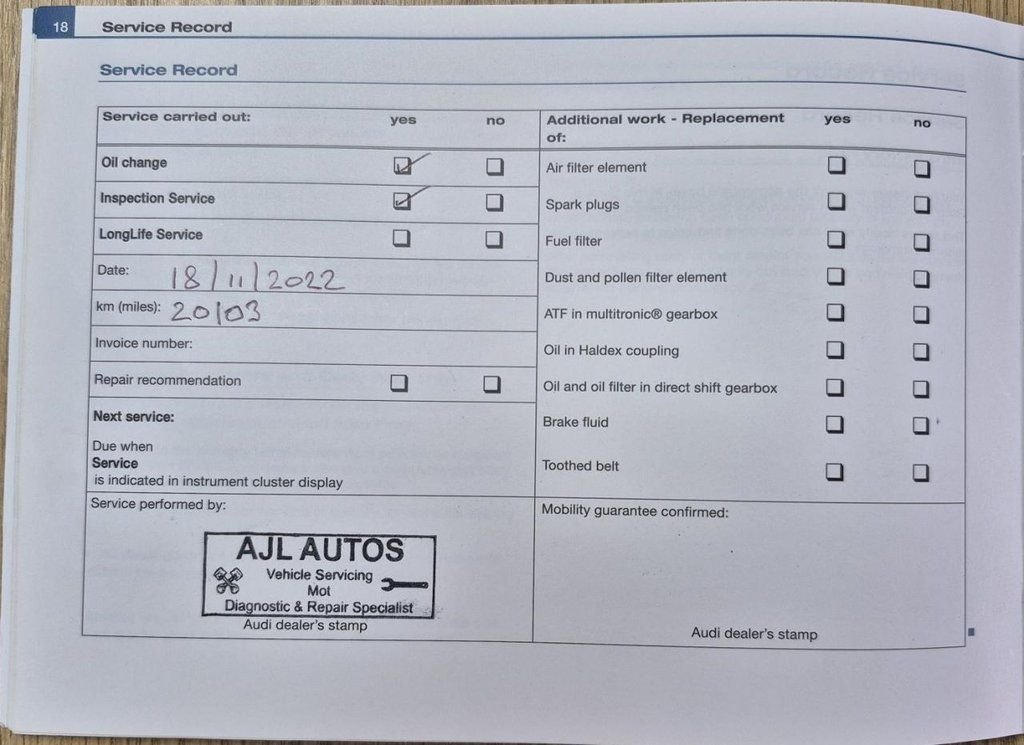 18 Service Record
Service Record
Service carried out: yes no
Oil change
Inspection Service
LongLife Service
Date: 18/11/2022
km (miles): 20103
Invoice number:
Repair recommendation
Next service:
Due when
Service
is indicated in instrument cluster display
Service performed by:
AJL AUTOS
Vehicle Servicing
Mot
Diagnostic & Repair Specialist
Audi dealer's stamp
Additional work - Replacement yes no
of:
Air filter element
Spark plugs
Fuel filter
Dust and pollen filter element
ATF in multitronic® gearbox
Oil in Haldex coupling
Oil and oil filter in direct shift gearbox
Brake fluid
Toothed belt
Mobility guarantee confirmed:
Audi dealer's stamp